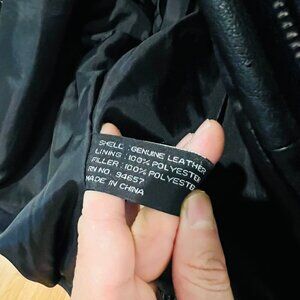 SHELL: GENUINE LEATHER
LINING: 100% POLYESTER
FILLER: 100% POLYESTER
RN NO. 94657
MADE IN CHINA